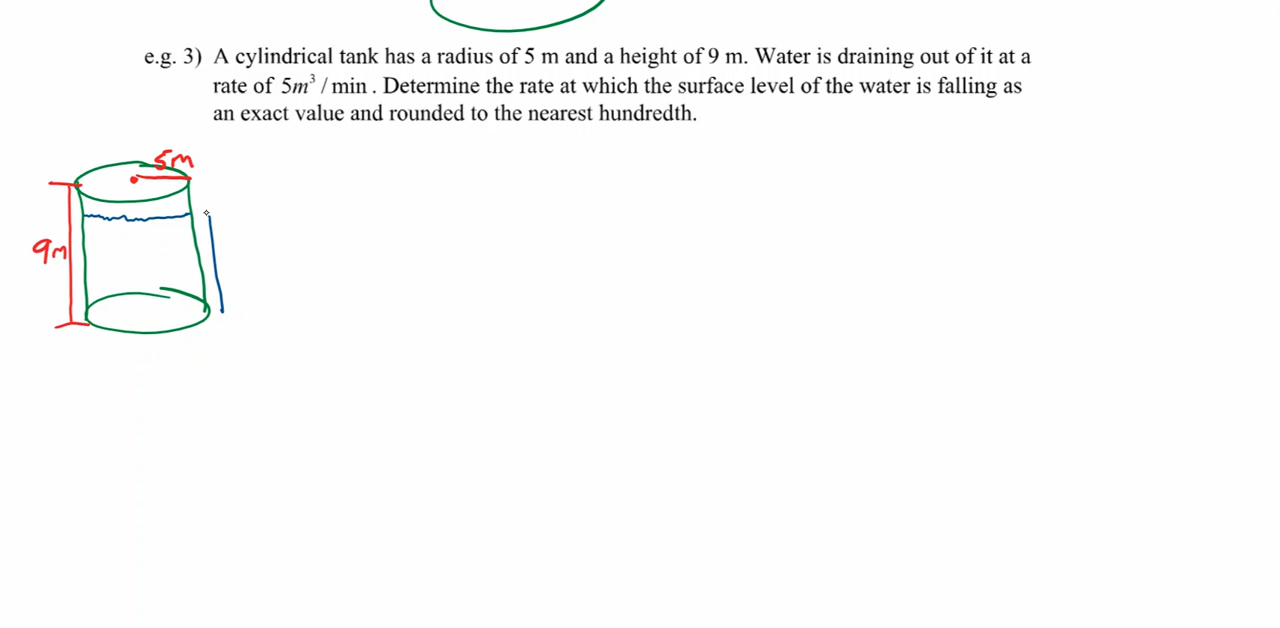 e.g. 3) A cylindrical tank has a radius of 5 m and a height of 9 m. Water is draining out of it at a
rate of 5m³ / min . Determine the rate at which the surface level of the water is falling as
an exact value and rounded to the nearest hundredth.
5m
9m